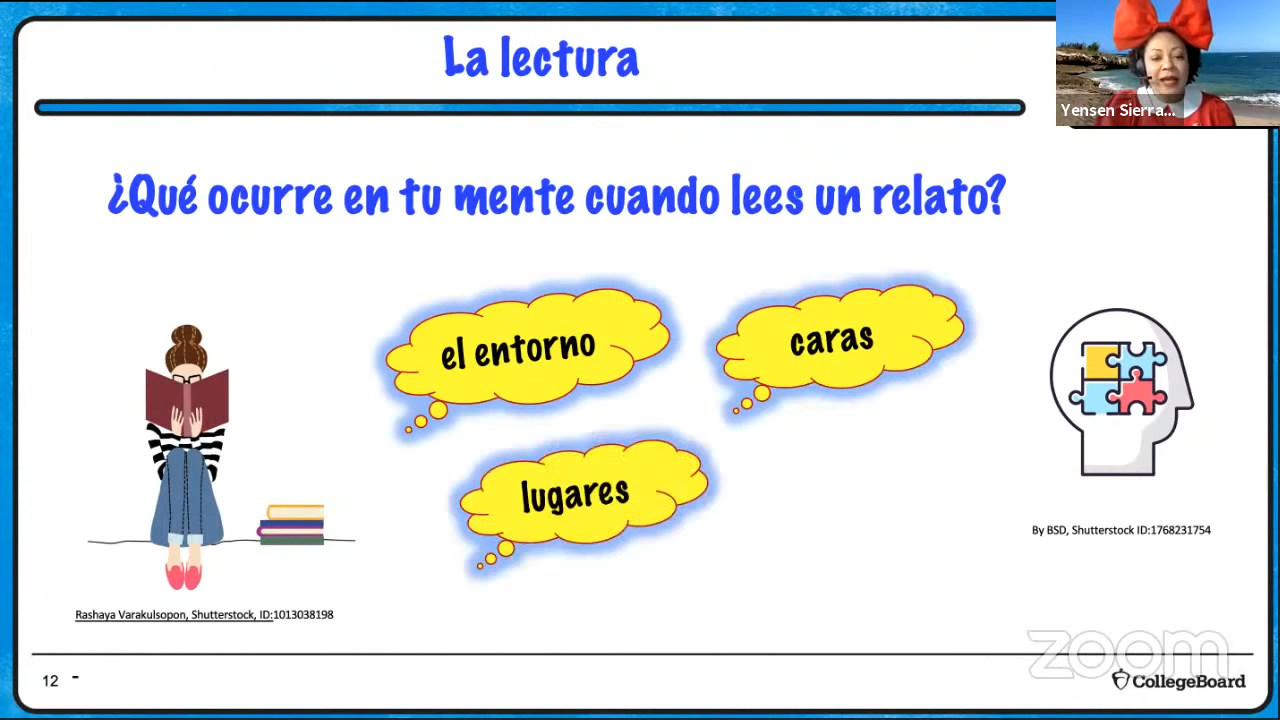 La lectura
Yensen Sierra...
¿Qué ocurre en tu mente cuando lees un relato?
el entorno
caras
lugares
By BSD, Shutterstock ID:1768231754
Rashaya Varakulsopon, Shutterstock, ID:1013038198
zoom
12 -
CollegeBoard